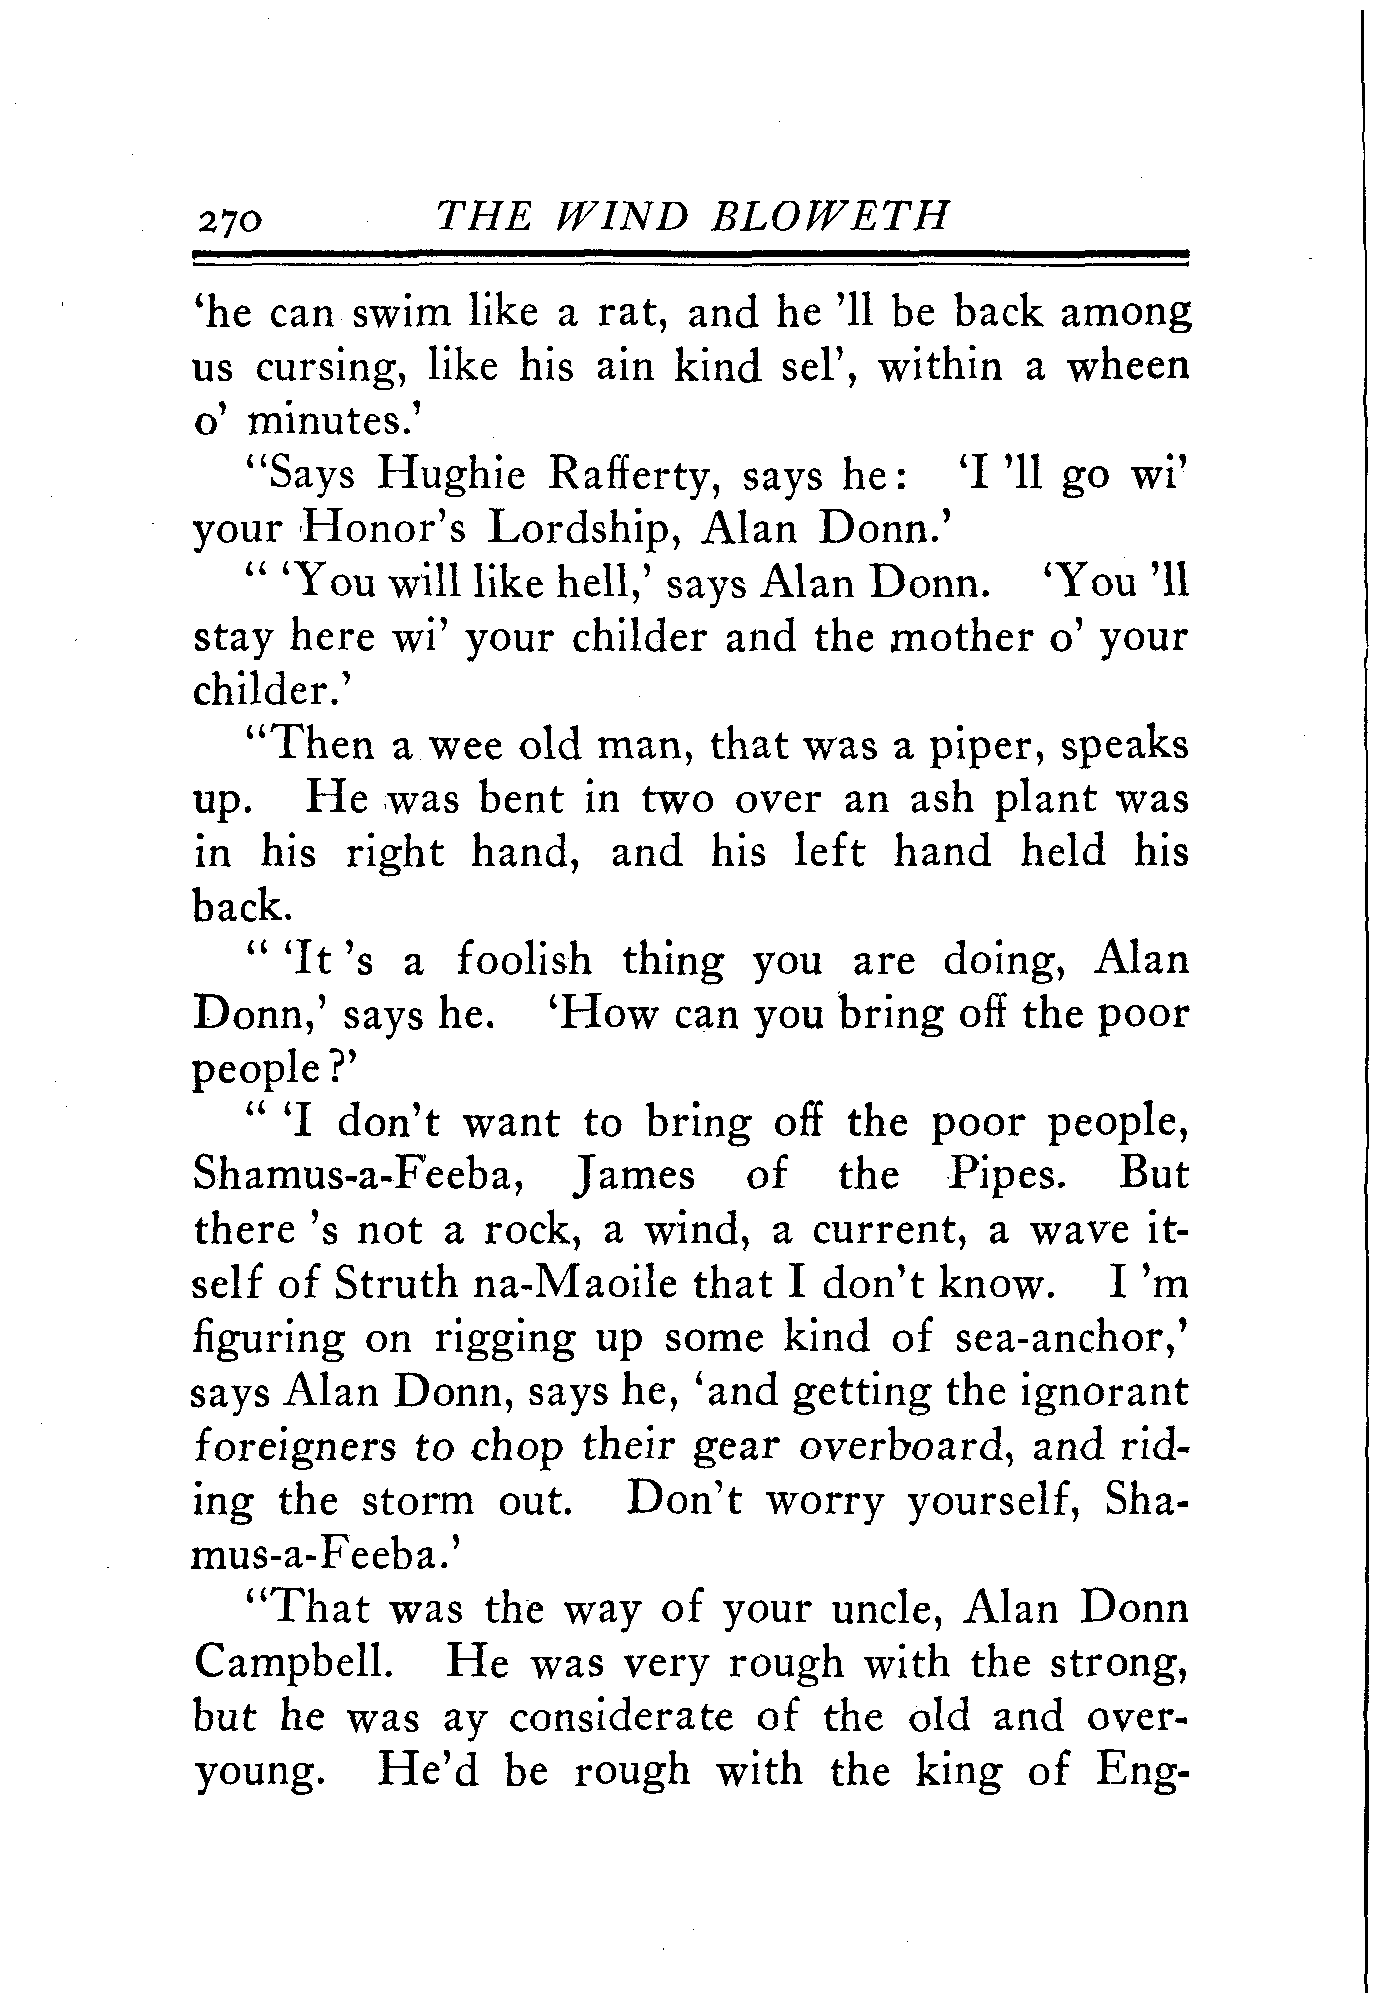 270 THE WIND BLOWETH
'he can swim like a rat, and he 'll be back among
us cursing, like his ain kind sel', within a wheen
o' minutes.'
"Says Hughie Rafferty, says he: 'I 'll go wi'
your Honor's Lordship, Alan Donn.'
" 'You will like hell,' says Alan Donn. 'You 'll
stay here wi' your childer and the mother o' your
childer.'
"Then a wee old man, that was a piper, speaks
up. He was bent in two over an ash plant was
in his right hand, and his left hand held his
back.
" 'It 's a foolish thing you are doing, Alan
Donn,' says he. 'How can you bring off the poor
people?'
" 'I don't want to bring off the poor people,
Shamus-a-Feeba, James of the Pipes. But
there 's not a rock, a wind, a current, a wave it-
self of Struth na-Maoile that I don't know. I 'm
figuring on rigging up some kind of sea-anchor,'
says Alan Donn, says he, 'and getting the ignorant
foreigners to chop their gear overboard, and rid-
ing the storm out. Don't worry yourself, Sha-
mus-a-Feeba.'
"That was the way of your uncle, Alan Donn
Campbell. He was very rough with the strong,
but he was ay considerate of the old and over-
young. He'd be rough with the king of Eng-